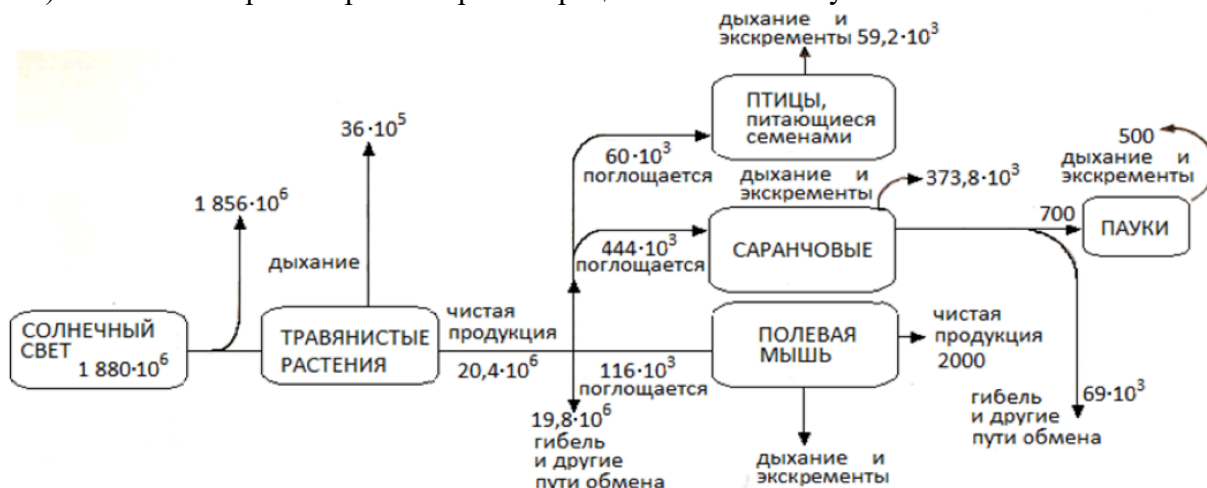 дыхание и
экскременты 59,2·10³
ПТИЦЫ,
питающиеся
семенами
36·10⁵
60·10³
поглощается
500
дыхание и
экскременты
дыхание и
экскременты
373,8·10³
1 856·10⁶
700
ПАУКИ
444·10³
поглощается
САРАНЧОВЫЕ
дыхание
СОЛНЕЧНЫЙ
СВЕТ
1 880·10⁶
ТРАВЯНИСТЫЕ
РАСТЕНИЯ
чистая
продукция
20,4·10⁶
116·10³
поглощается
ПОЛЕВАЯ
МЫШЬ
чистая
продукция
2000
19,8·10⁶
гибель
и другие
пути обмена
дыхание и
экскременты
69·10³
гибель
и другие
пути обмена